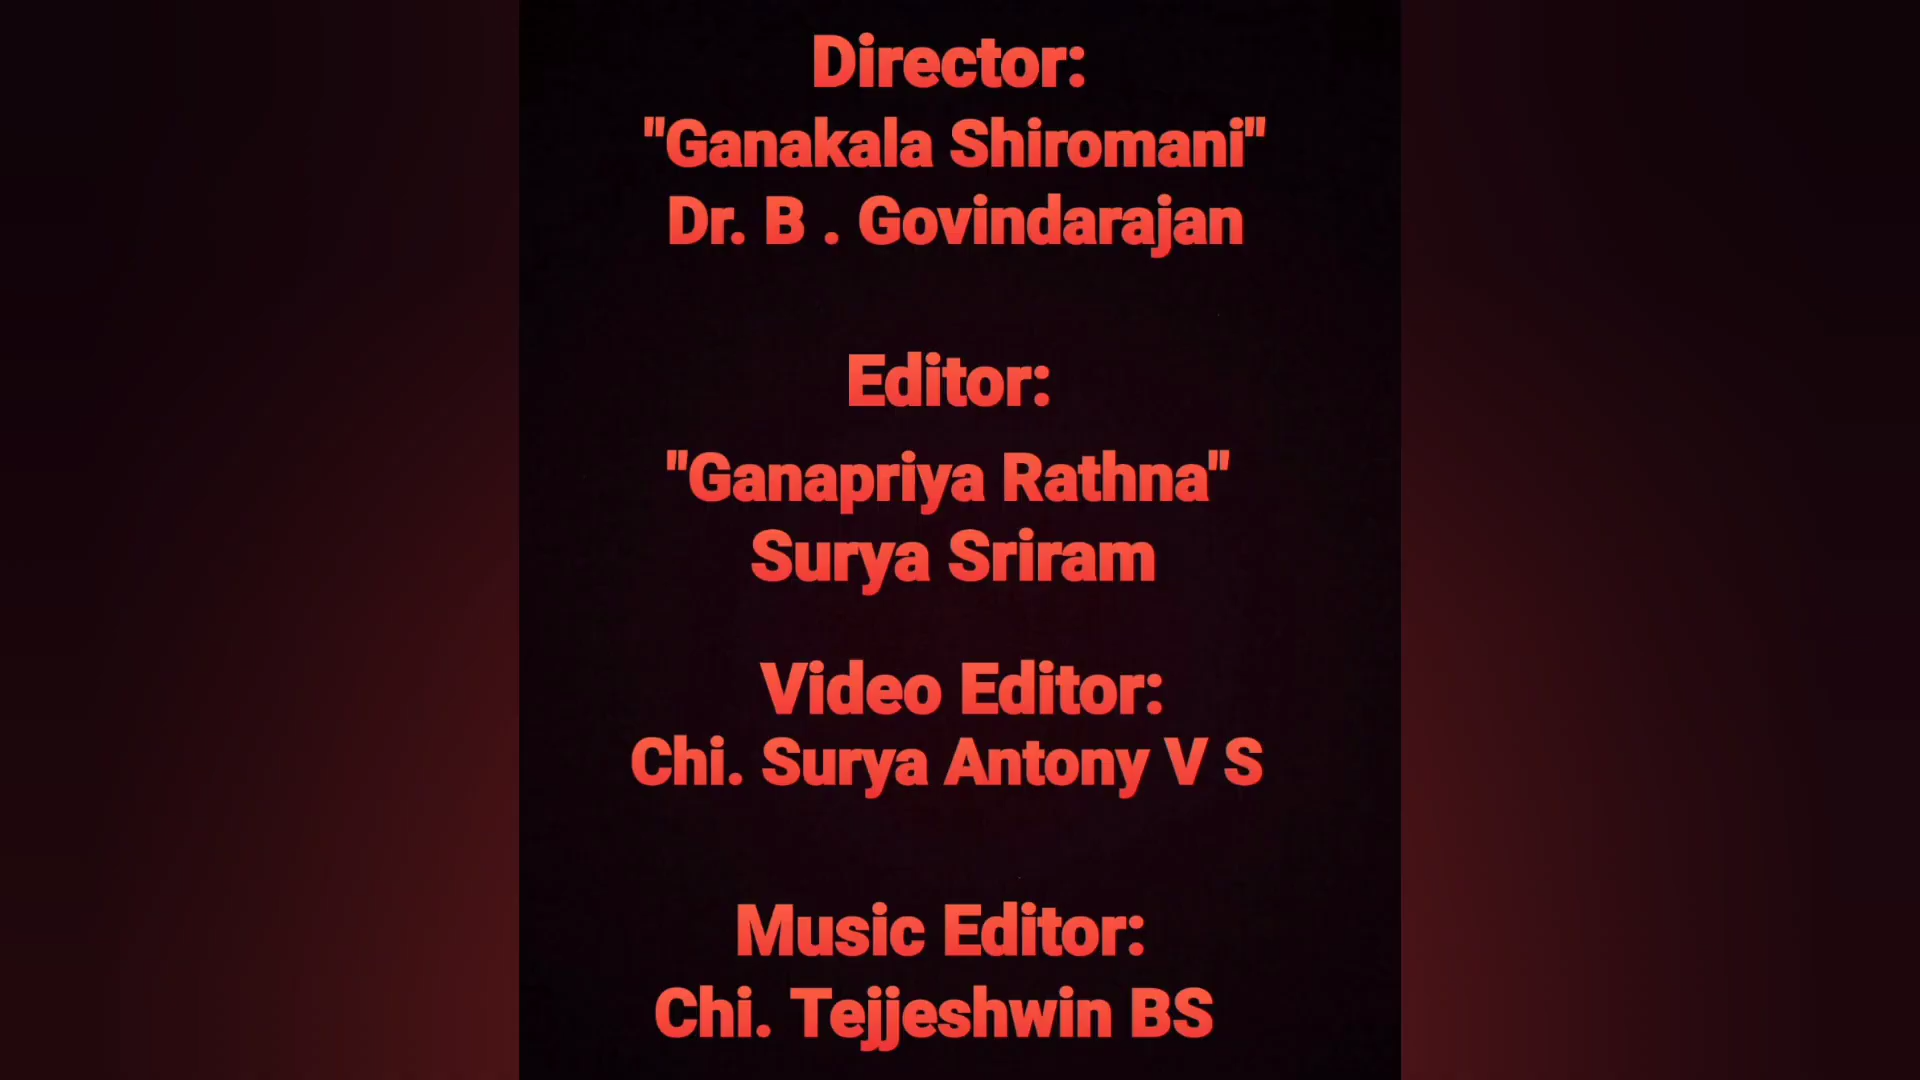 Director:
"Ganakala Shiromani"
Dr. B . Govindarajan
Editor:
"Ganapriya Rathna"
Surya Sriram
Video Editor:
Chi. Surya Antony V S
Music Editor:
Chi. Tejjeshwin BS